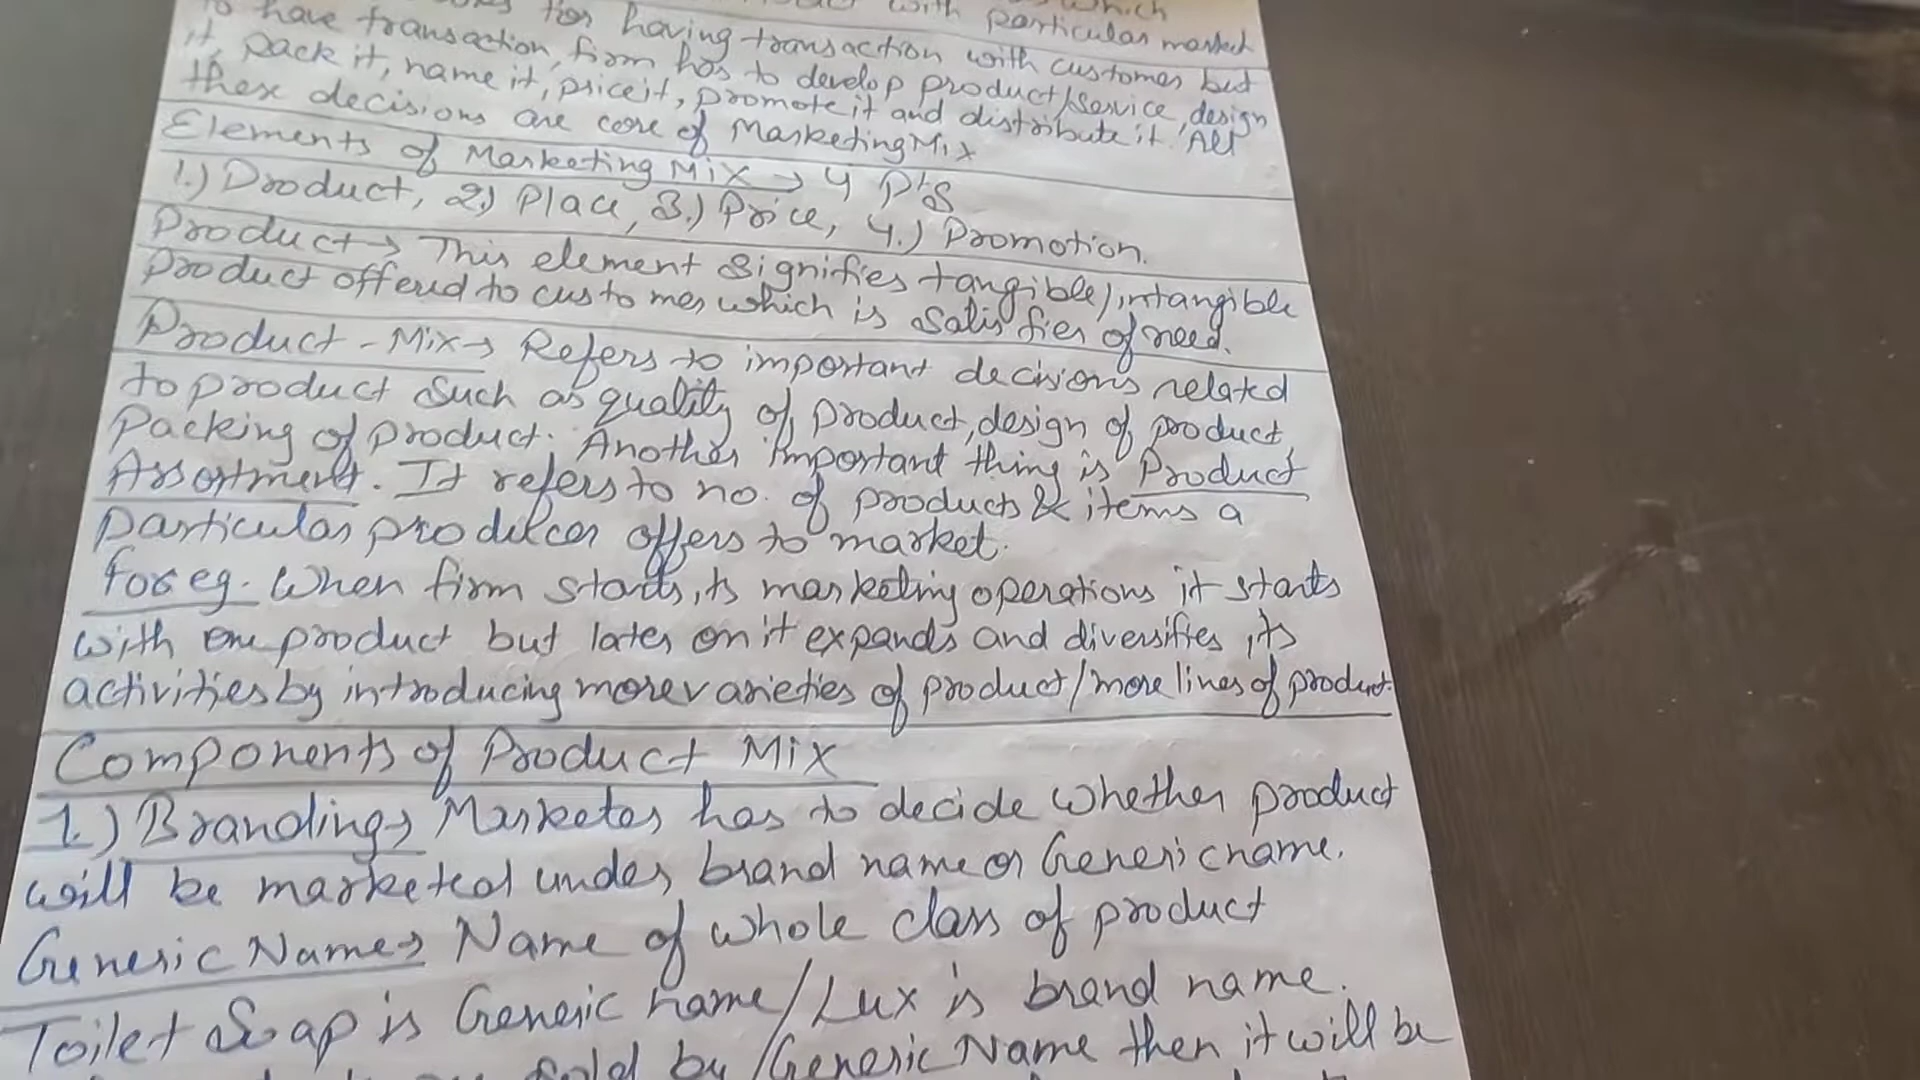 with particular market which
to have transaction for having transaction with customer but
it, pack it, name it, price it, promote it and distribute it. All
firm has to develop product/service, design
these decisions are core of Marketing Mix
Elements of Marketing Mix → 4 P's
1.) Product, 2.) Place, 3.) Price, 4.) Promotion.
Product → This element signifies tangible/intangible
product offered to customer which is satisfies of need.
Product - Mix → Refers to important decisions related
to product such as quality of product, design of product
Packing of product. Another important thing is Product
Assortment. It refers to no. of products & items a
particular producer offers to market.
for eg. When firm starts its marketing operations it starts
with one product but later on it expands and diversifies its
activities by introducing more varieties of product/more lines of product.
Components of Product Mix
1.) Branding → Marketer has to decide whether product
will be marketed under brand name or Generic name.
Generic Name → Name of whole class of product
Toilet Soap is Generic name/Lux is brand name.
sold by/Generic Name then it will be